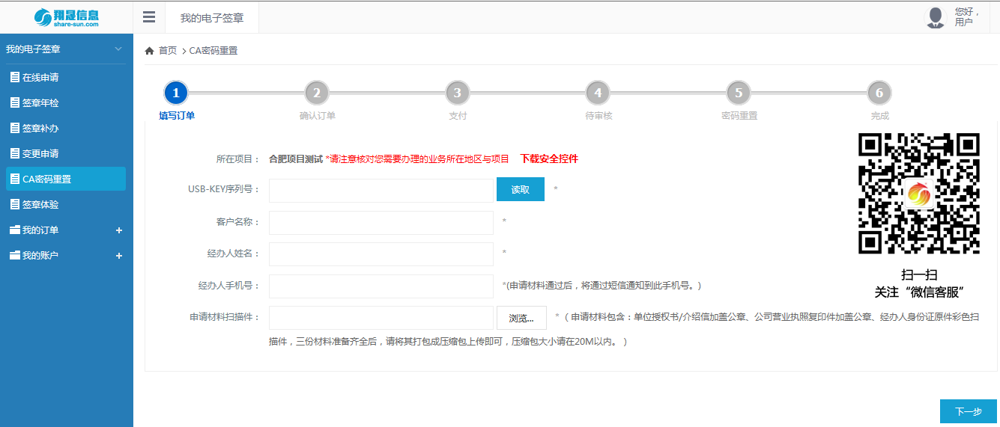 翔晟信息
share-sun.com
我的电子签章
您好，
用户
我的电子签章
在线申请
签章年检
签章补办
变更申请
CA密码重置
签章体验
我的订单 +
我的账户 +
首页 > CA密码重置
1 2 3 4 5 6
填写订单 确认订单 支付 待审核 密码重置 完成
所在项目： 合肥项目测试 *请注意核对您需要办理的业务所在地区与项目 下载安全控件
USB-KEY序列号： 读取 *
客户名称： *
经办人姓名： *
经办人手机号： *(申请材料通过后，将通过短信通知到此手机号。)
申请材料扫描件： 浏览... *（ 申请材料包含：单位授权书/介绍信加盖公章、公司营业执照复印件加盖公章、经办人身份证原件彩色扫
描件，三份材料准备齐全后，请将其打包成压缩包上传即可，压缩包大小请在20M以内。 ）
扫一扫
关注“微信客服”
下一步